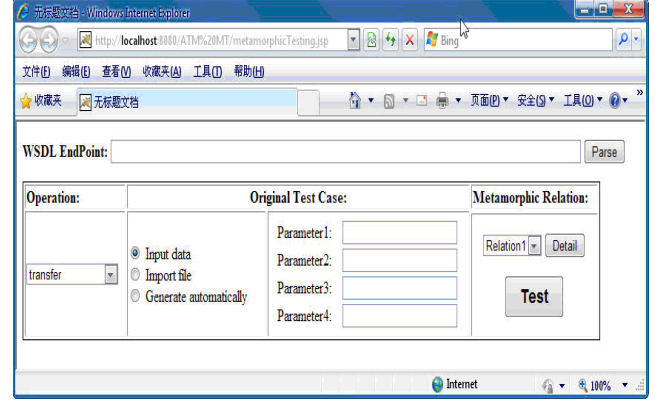 无标题文档 - Windows Internet Explorer
http://localhost:8080/ATM%20MT/metamorphicTesting.jsp
Bing
文件(F) 编辑(E) 查看(V) 收藏夹(A) 工具(T) 帮助(H)
收藏夹 无标题文档 页面(P) 安全(S) 工具(O) »
WSDL EndPoint: Parse
Operation: Original Test Case: Metamorphic Relation:
transfer
Input data
Import file
Generate automatically
Parameter1:
Parameter2:
Parameter3:
Parameter4:
Relation1 Detail
Test
Internet 100%